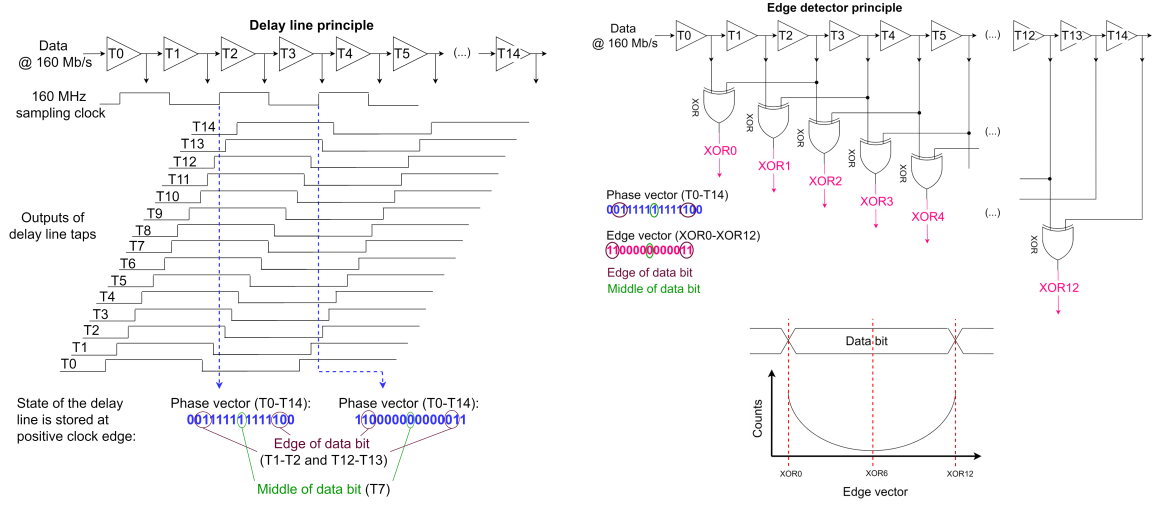 Delay line principle
Data
@ 160 Mb/s
T0
T1
T2
T3
T4
T5
(...)
T14
160 MHz
sampling clock
T14
T13
T12
T11
T10
T9
T8
T7
T6
T5
T4
T3
T2
T1
T0
Outputs of
delay line taps
State of the delay
line is stored at
positive clock edge:
Phase vector (T0-T14):
001111111111100
Phase vector (T0-T14):
110000000000011
Edge of data bit
(T1-T2 and T12-T13)
Middle of data bit (T7)
Edge detector principle
Data
@ 160 Mb/s
T0
T1
T2
T3
T4
T5
(...)
T12
T13
T14
XOR
XOR
XOR
XOR
XOR
XOR0
XOR1
XOR2
XOR3
XOR4
(...)
(...)
XOR
XOR12
Phase vector (T0-T14)
001111111111100
Edge vector (XOR0-XOR12)
1100000000011
Edge of data bit
Middle of data bit
Data bit
Counts
XOR0
XOR6
XOR12
Edge vector